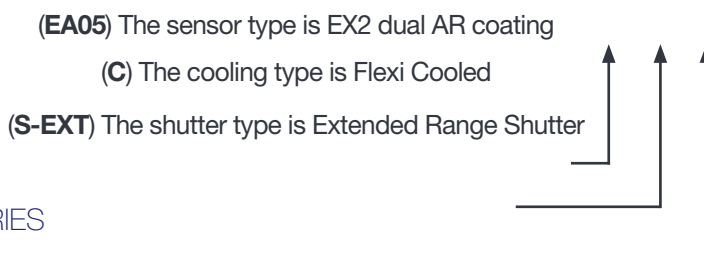 (EA05) The sensor type is EX2 dual AR coating
(C) The cooling type is Flexi Cooled
(S-EXT) The shutter type is Extended Range Shutter
RIES